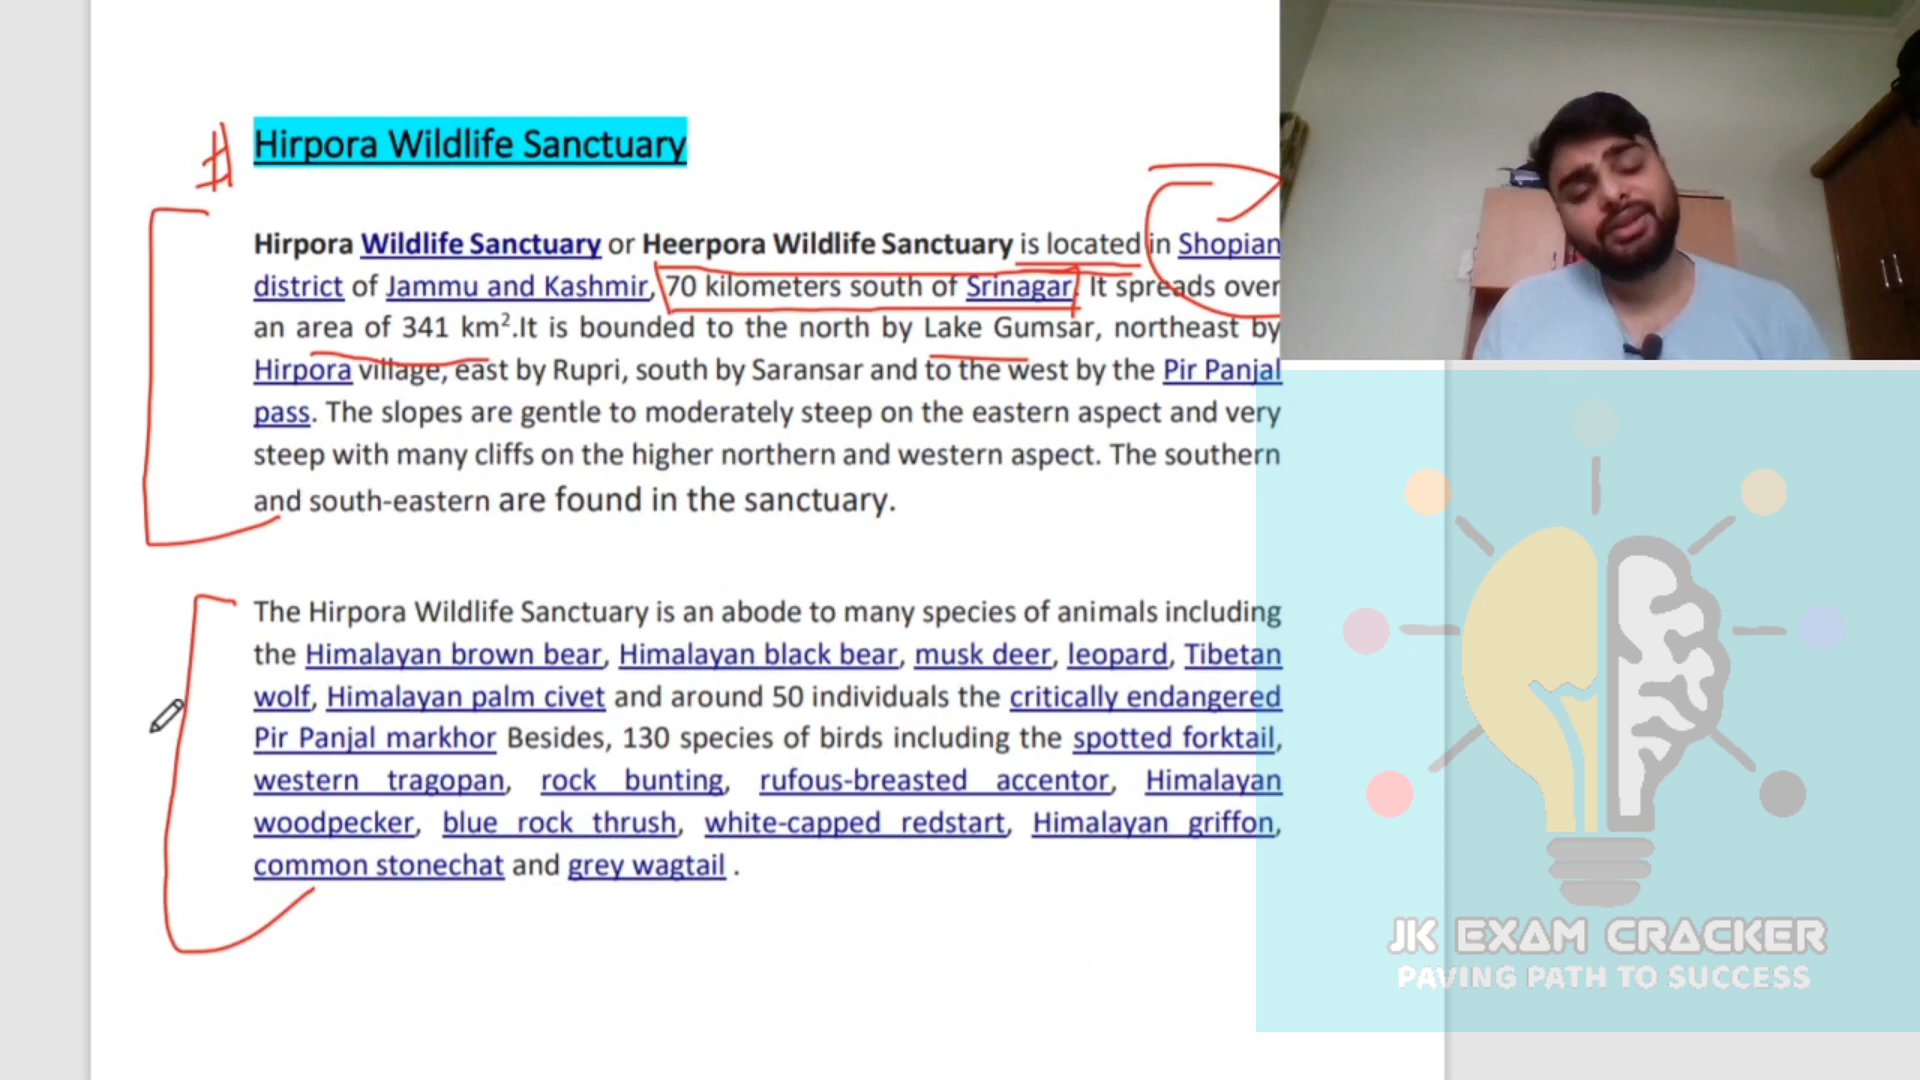 Hirpora Wildlife Sanctuary
Hirpora Wildlife Sanctuary or Heerpora Wildlife Sanctuary is located in Shopian
district of Jammu and Kashmir, 70 kilometers south of Srinagar. It spreads over
an area of 341 km².It is bounded to the north by Lake Gumsar, northeast by
Hirpora village, east by Rupri, south by Saransar and to the west by the Pir Panjal
pass. The slopes are gentle to moderately steep on the eastern aspect and very
steep with many cliffs on the higher northern and western aspect. The southern
and south-eastern are found in the sanctuary.
The Hirpora Wildlife Sanctuary is an abode to many species of animals including
the Himalayan brown bear, Himalayan black bear, musk deer, leopard, Tibetan
wolf, Himalayan palm civet and around 50 individuals the critically endangered
Pir Panjal markhor Besides, 130 species of birds including the spotted forktail,
western tragopan, rock bunting, rufous-breasted accentor, Himalayan
woodpecker, blue rock thrush, white-capped redstart, Himalayan griffon,
common stonechat and grey wagtail .
JK EXAM CRACKER
PAVING PATH TO SUCCESS